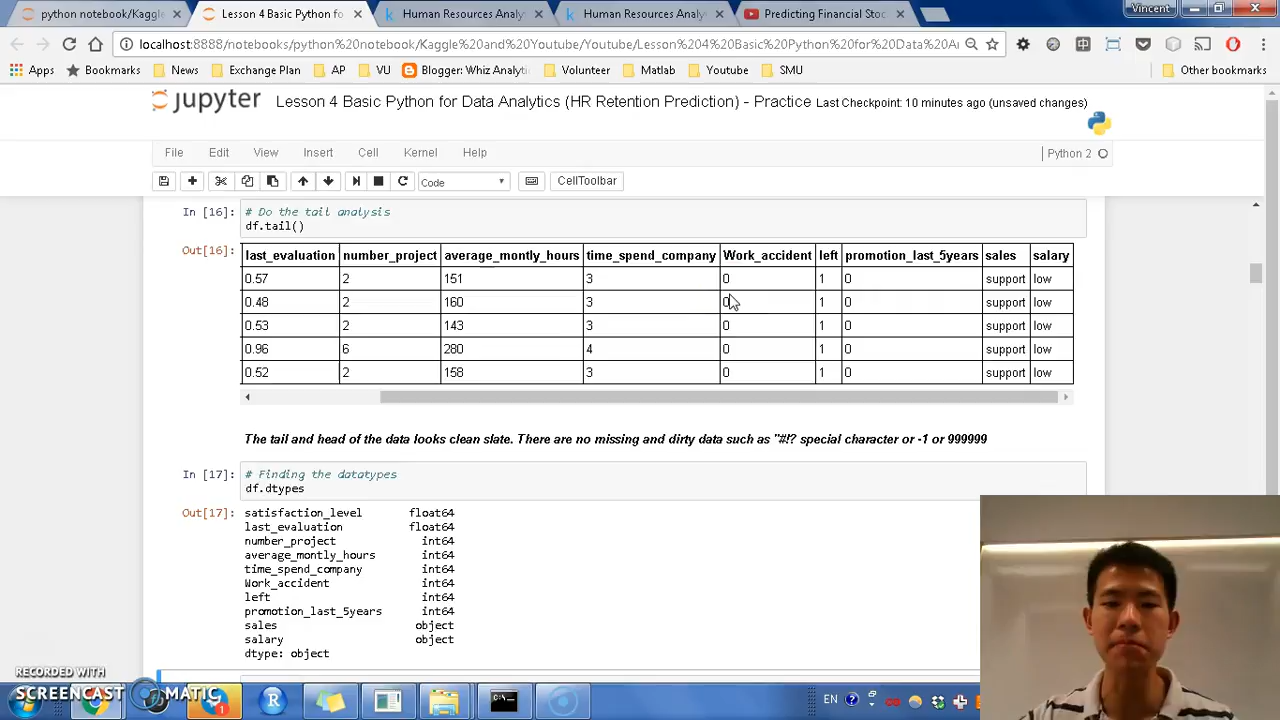 python notebook/Kaggl
Lesson 4 Basic Python fo
Human Resources Analy
Human Resources Analy
Predicting Financial Stoc
Vincent
localhost:8888/notebooks/python%20notebook/Kaggl e%20and%20Youtube/Youtube/Lesson%204%20Basic%20Python%20for%20Data%20A
Apps
Bookmarks
News
Exchange Plan
AP
VU
Blogger: Whiz Analyti
Volunteer
Matlab
Youtube
SMU
Other bookmarks
jupyter
Lesson 4 Basic Python for Data Analytics (HR Retention Prediction) - Practice Last checkpoint: 10 minutes ago (unsaved changes)
File Edit View Insert Cell Kernel Help
Python 2
Code
CellToolbar
In [16]: # Do the tail analysis
df.tail()
Out[16]: last_evaluation number_project average_montly_hours time_spend_company Work_accident left promotion_last_5years sales salary
0.57 2 151 3 0 1 0 support low
0.48 2 160 3 0 1 0 support low
0.53 2 143 3 0 1 0 support low
0.96 6 280 4 0 1 0 support low
0.52 2 158 3 0 1 0 support low
The tail and head of the data looks clean slate. There are no missing and dirty data such as "#!? special character or -1 or 999999
In [17]: # Finding the datatypes
df.dtypes
Out[17]: satisfaction_level float64
last_evaluation float64
number_project int64
average_montly_hours int64
time_spend_company int64
Work_accident int64
left int64
promotion_last_5years int64
sales object
salary object
dtype: object
RECORDED WITH
SCREENCAST MATIC
EN